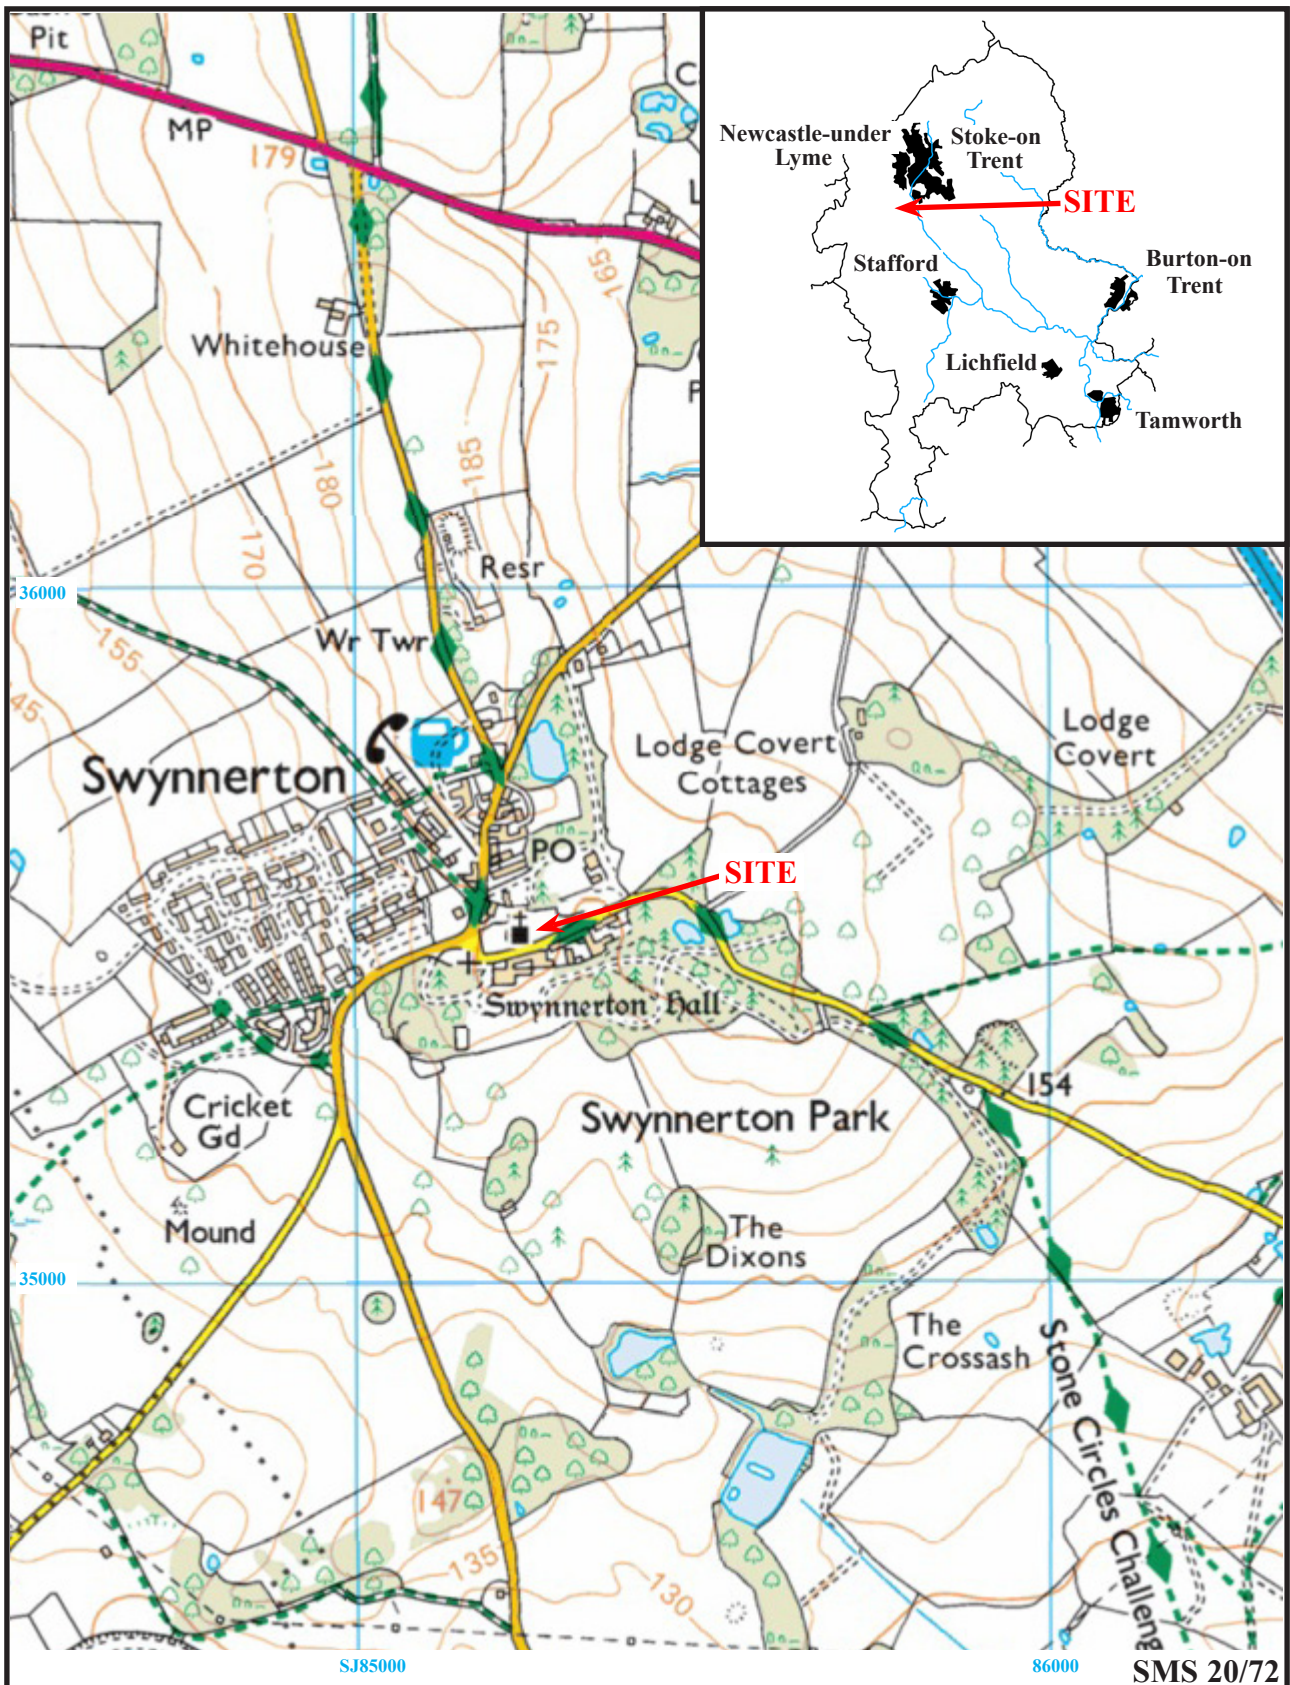 Pit
MP
179
Newcastle-under
Lyme
Stoke-on
Trent
SITE
Stafford
Burton-on
Trent
Lichfield
Tamworth
165
175
Whitehouse
185
180
170
Resr
36000
155
45
Wr Twr
Swynnerton
Lodge Covert
Cottages
Lodge
Covert
PO
SITE
Swynnerton Hall
154
Cricket
Gd
Swynnerton Park
Mound
The
Dixons
35000
The
Crossash
Stone Circles Challeng
147
135
130
SJ85000
86000
SMS 20/72